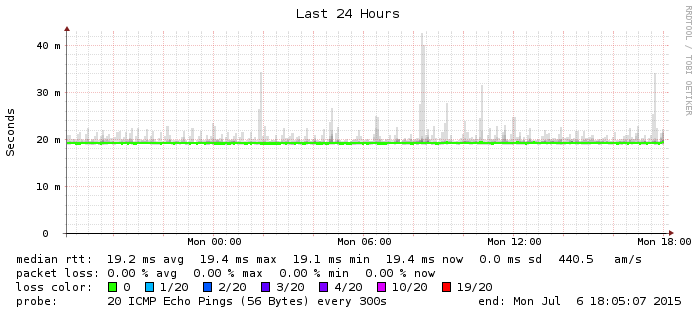 Last 24 Hours
RRDTOOL / TOBI OETIKER
Seconds
40 m
30 m
20 m
10 m
0
Mon 00:00 Mon 06:00 Mon 12:00 Mon 18:00
median rtt: 19.2 ms avg 19.4 ms max 19.1 ms min 19.4 ms now 0.0 ms sd 440.5 am/s
packet loss: 0.00 % avg 0.00 % max 0.00 % min 0.00 % now
loss color: 0 1/20 2/20 3/20 4/20 10/20 19/20
probe: 20 ICMP Echo Pings (56 Bytes) every 300s end: Mon Jul 6 18:05:07 2015